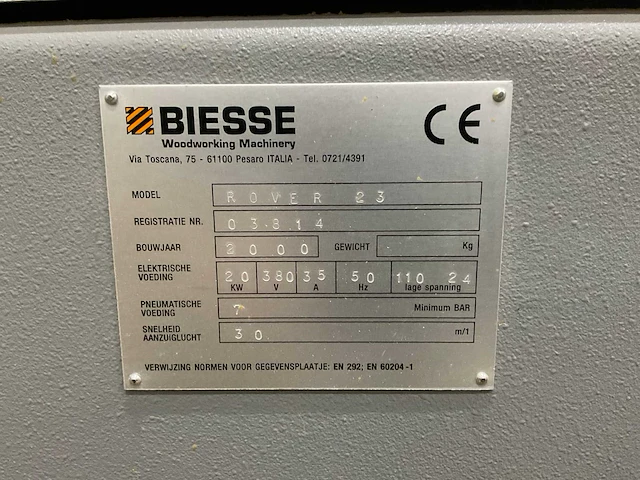 BIESSE
Woodworking Machinery
CE
Via Toscana, 75 - 61100 Pesaro ITALIA - Tel. 0721/4391
MODEL ROVER 23
REGISTRATIE NR. 03814
BOUWJAAR 2000 GEWICHT Kg
ELEKTRISCHE VOEDING 20 KW 380 V 35 A 50 Hz 110 24 lage spanning
PNEUMATISCHE VOEDING 7 Minimum BAR
SNELHEID AANZUIGLUCHT 30 m/1
VERWIJZING NORMEN VOOR GEGEVENSPLAATJE: EN 292; EN 60204-1